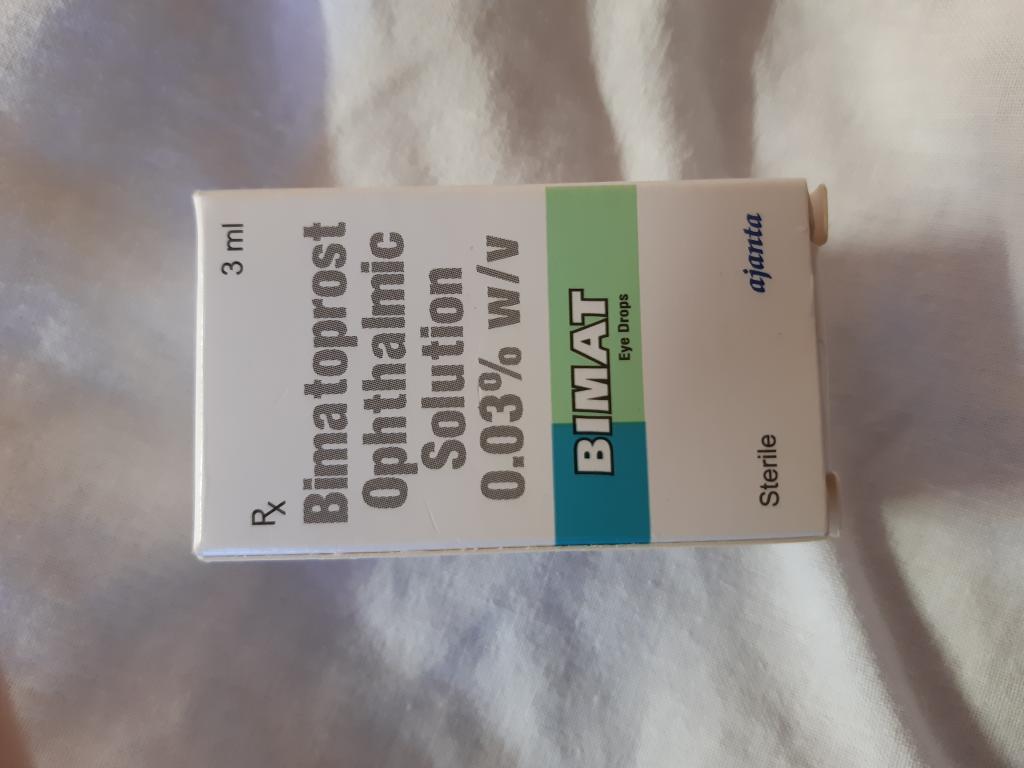 Rx 3 ml
Bimatoprost
Ophthalmic
Solution
0.03% w/v
BIMAT
Eye Drops
Sterile ajanta